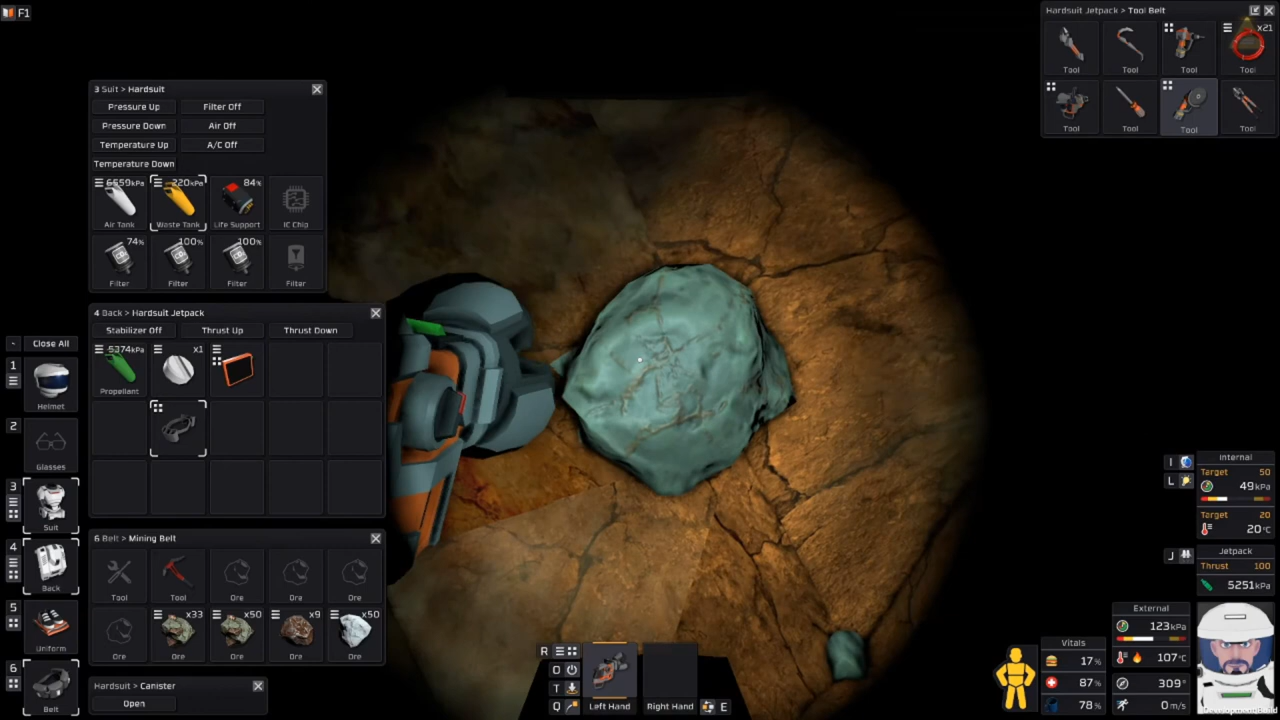 F1
Hardsuit Jetpack > Tool Belt
x21
Tool Tool Tool Tool
Tool Tool Tool Tool
3 Suit > Hardsuit
Pressure Up Filter Off
Pressure Down Air Off
Temperature Up A/C Off
Temperature Down
6559kPa 220kPa 84%
Air Tank Waste Tank Life Support IC Chip
74% 100% 100%
Filter Filter Filter Filter
4 Back > Hardsuit Jetpack
Stabilizer Off Thrust Up Thrust Down
5374kPa x1
Propellant
Close All
1
Helmet
2
Glasses
3
Suit
4
Back
5
Uniform
6
Belt
6 Belt > Mining Belt
Tool Tool Ore Ore Ore
x33 x50 x9 x50
Ore Ore Ore Ore Ore
Hardsuit > Canister
Open
R
O
T
Q Left Hand Right Hand E
Internal
I Target 50
L 49kPa
Target 20
20°C
Jetpack
J Thrust 100
5251kPa
External
123kPa
107°C
309°
0m/s
Vitals
17%
87%
78%
Development Build